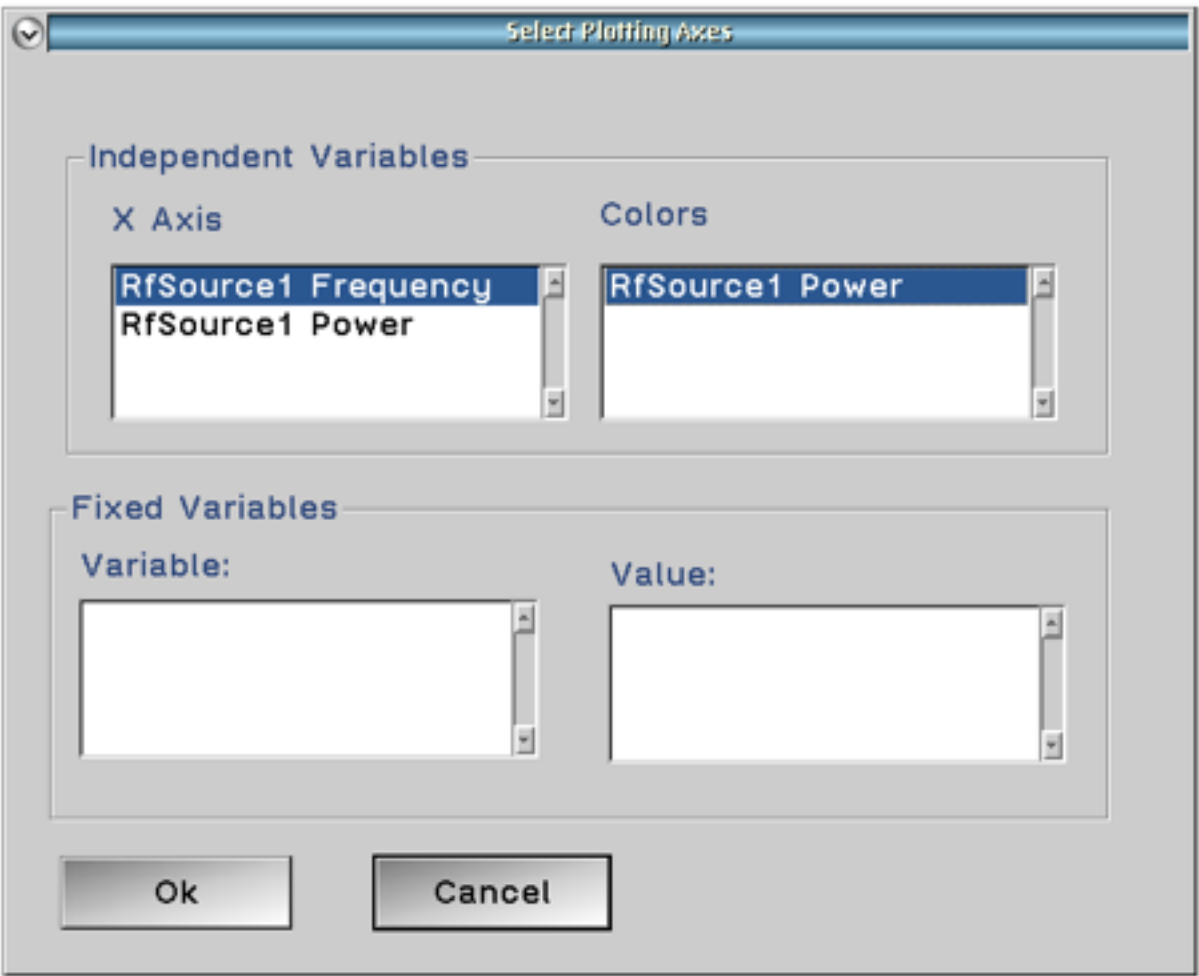 Select Plotting Axes
Independent Variables
X Axis
Colors
RfSource1 Frequency
RfSource1 Power
RfSource1 Power
Fixed Variables
Variable:
Value:
Ok
Cancel